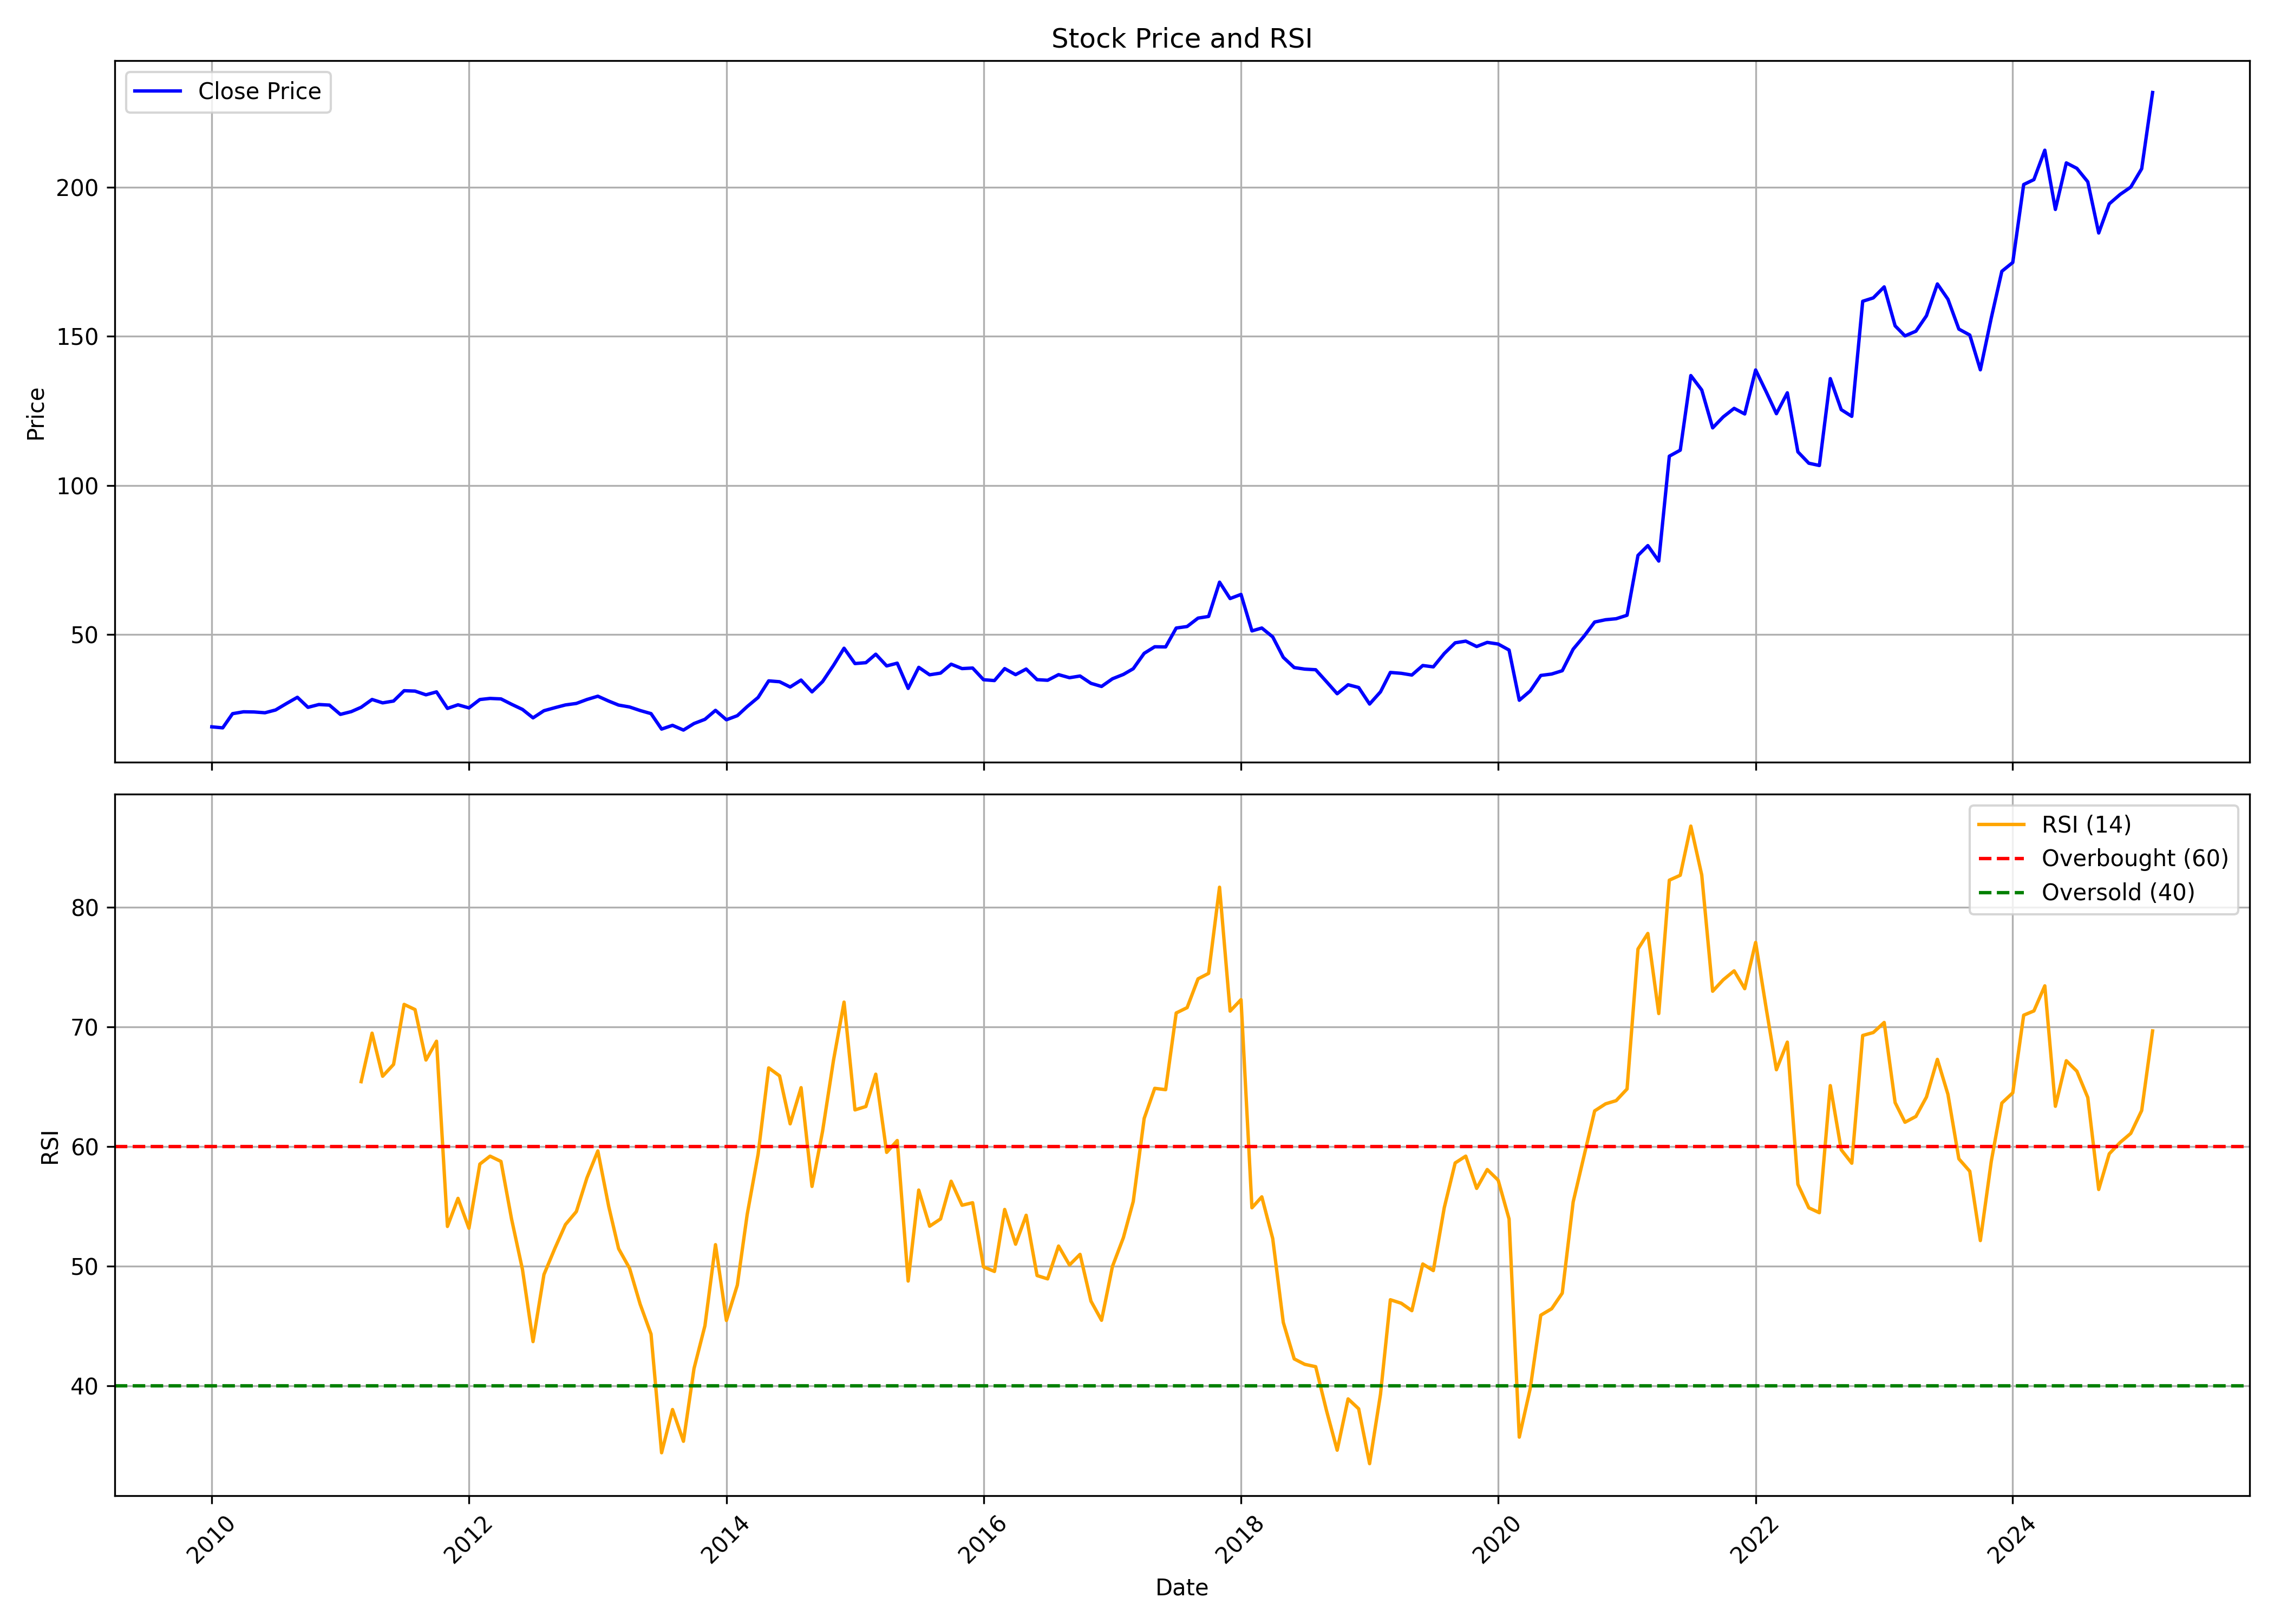 Stock Price and RSI
Close Price
Price
200
150
100
50
RSI (14)
Overbought (60)
Oversold (40)
RSI
80
70
60
50
40
2010
2012
2014
2016
2018
2020
2022
2024
Date